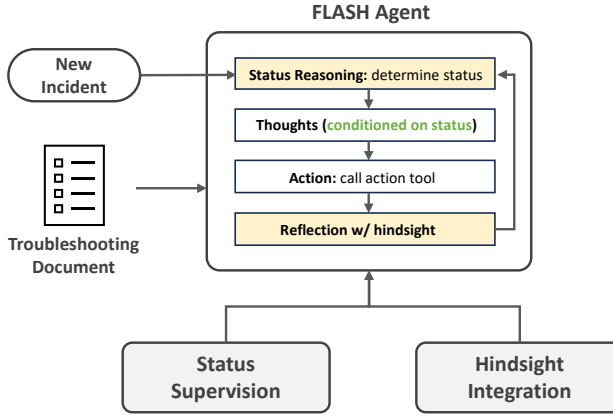 FLASH Agent
New
Incident
Status Reasoning: determine status
Thoughts (conditioned on status)
Action: call action tool
Reflection w/ hindsight
Troubleshooting
Document
Status
Supervision
Hindsight
Integration